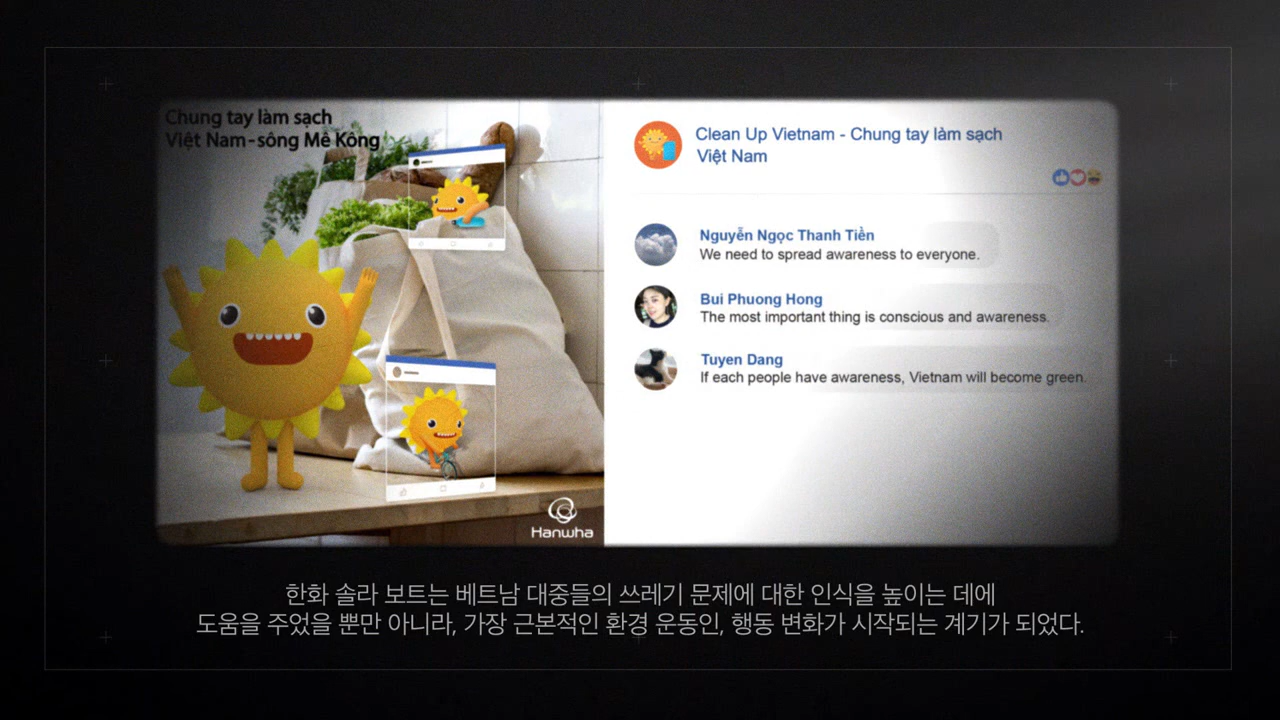 Chung tay làm sạch
Việt Nam-sông Mê Kông
Hanwha
Clean Up Vietnam - Chung tay làm sạch
Việt Nam
Nguyễn Ngọc Thanh Tiền
We need to spread awareness to everyone.
Bui Phuong Hong
The most important thing is conscious and awareness.
Tuyen Dang
If each people have awareness, Vietnam will become green.
한화 솔라 보트는 베트남 대중들의 쓰레기 문제에 대한 인식을 높이는 데에
도움을 주었을 뿐만 아니라, 가장 근본적인 환경 운동인, 행동 변화가 시작되는 계기가 되었다.